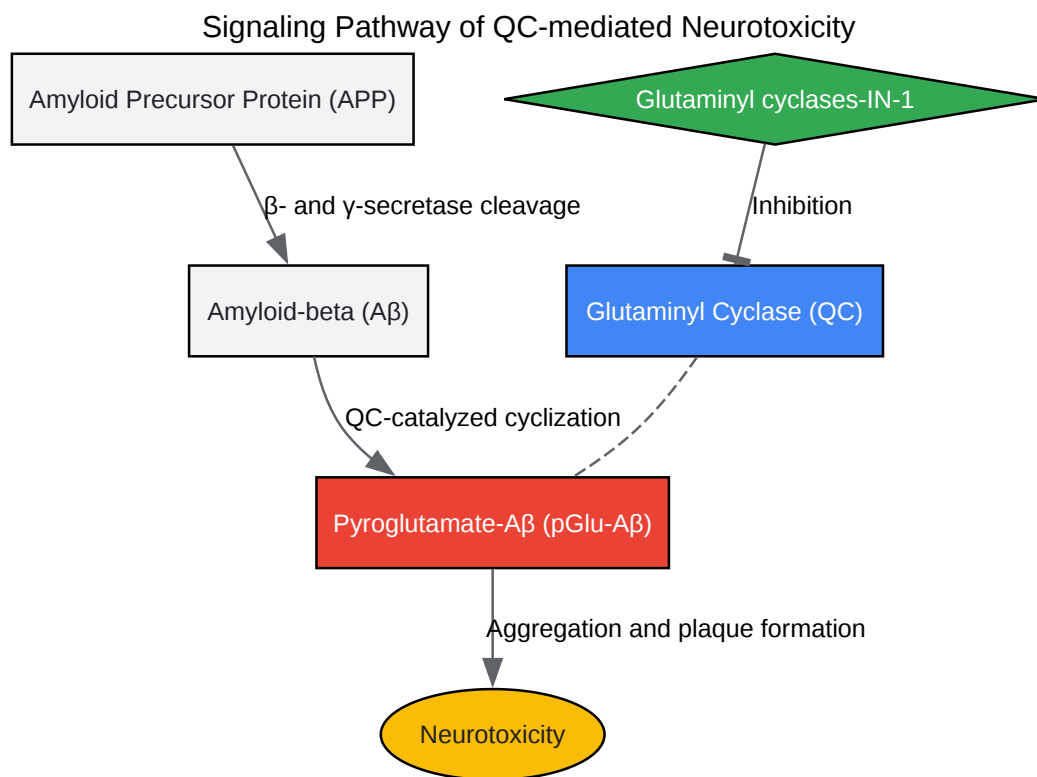 Signaling Pathway of QC-mediated Neurotoxicity
Amyloid Precursor Protein (APP)
Glutaminyl cyclases-IN-1
β- and γ-secretase cleavage
Inhibition
Amyloid-beta (Aβ)
Glutaminyl Cyclase (QC)
QC-catalyzed cyclization
Pyroglutamate-Aβ (pGlu-Aβ)
Aggregation and plaque formation
Neurotoxicity